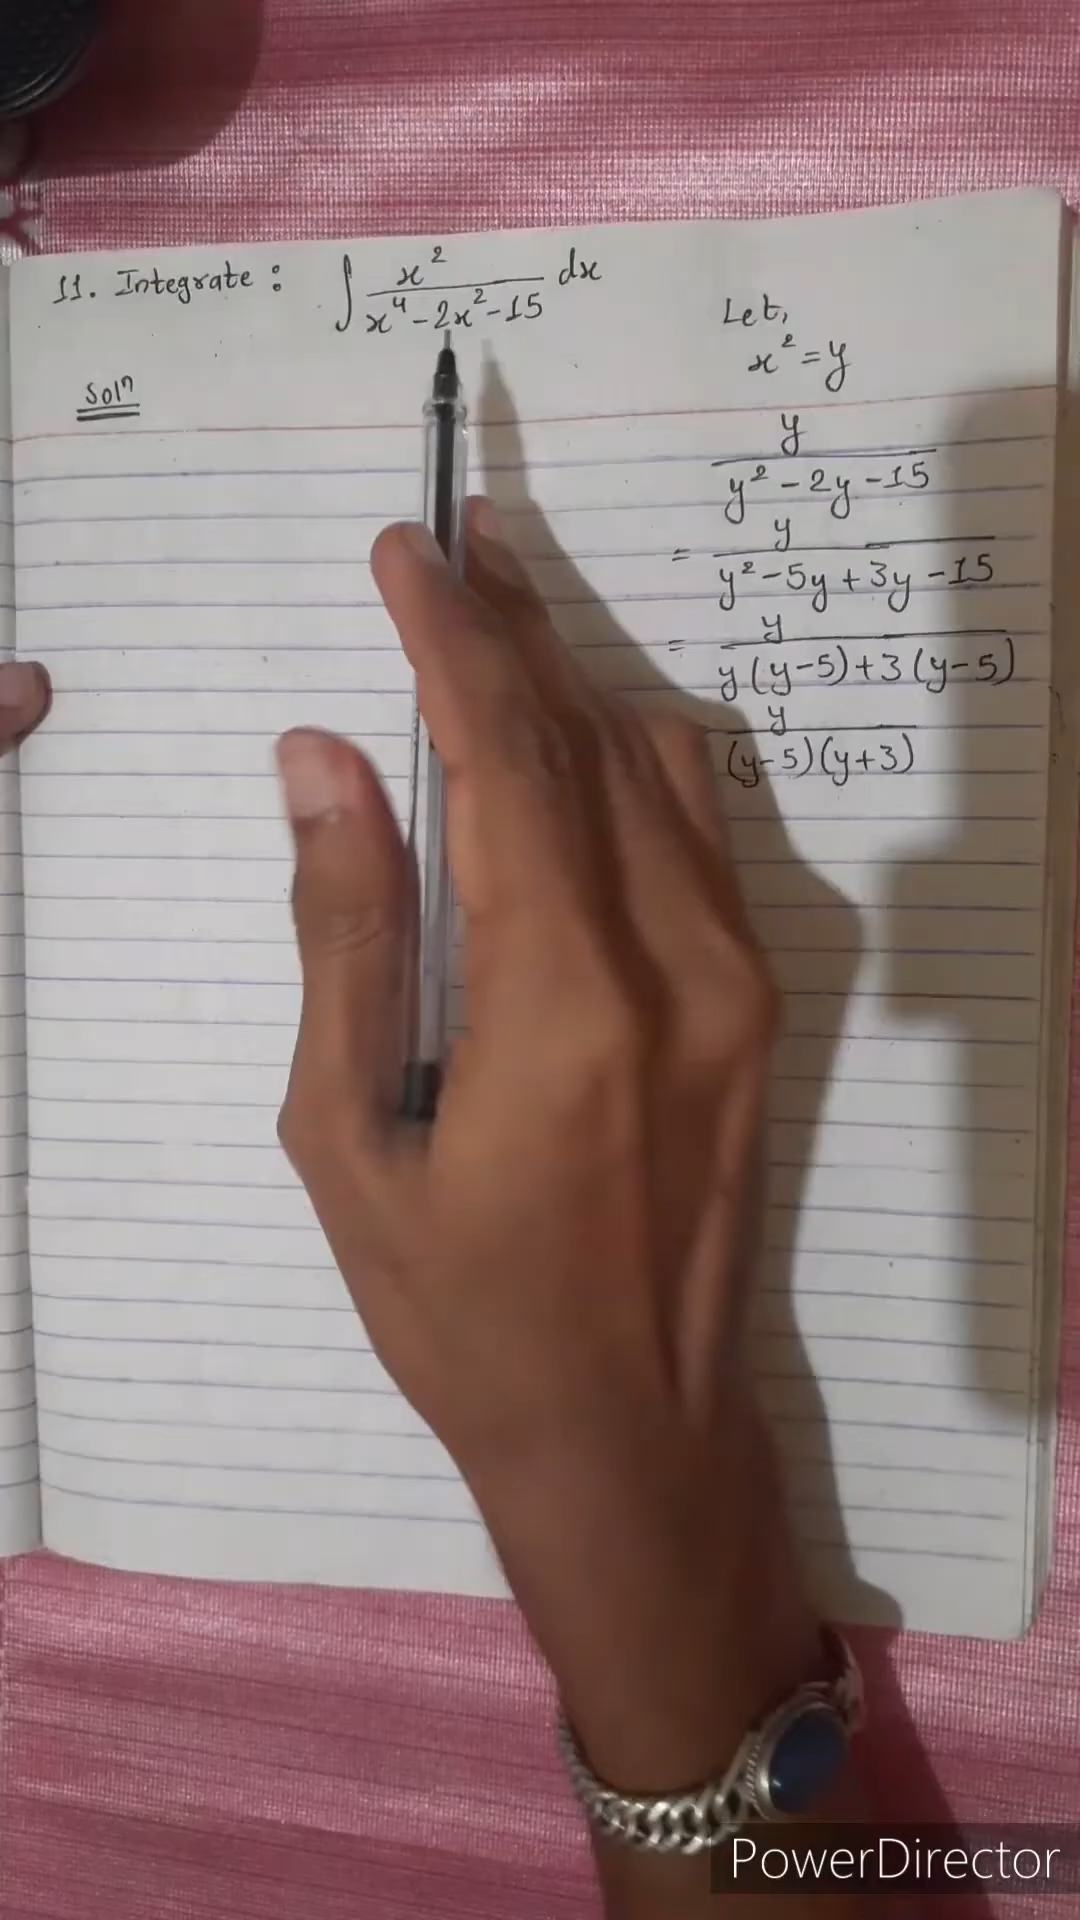 11. Integrate : ∫ x² / (x⁴ - 2x² - 15) dx
Solⁿ
Let,
x² = y
y / (y² - 2y - 15)
= y / (y² - 5y + 3y - 15)
= y / (y(y-5) + 3(y-5))
y / ((y-5)(y+3))
PowerDirector